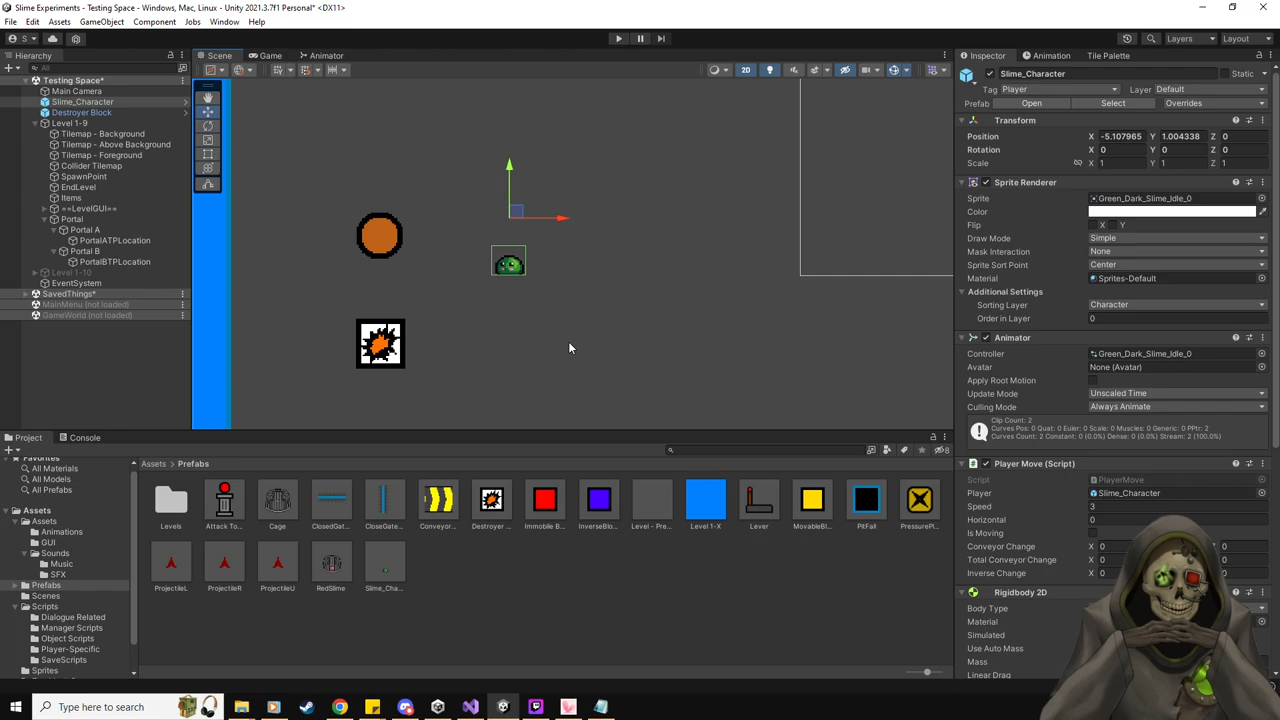 Slime Experiments - Testing Space - Windows, Mac, Linux - Unity 2021.3.7f1 Personal* <DX11>
File Edit Assets GameObject Component Jobs Window Help
S
Layers Layout
Hierarchy
All
Testing Space*
Main Camera
Slime_Character
Destroyer Block
Level 1-9
Tilemap - Background
Tilemap - Above Background
Tilemap - Foreground
Collider Tilemap
SpawnPoint
EndLevel
Items
==LevelGUI==
Portal
Portal A
PortalATPLocation
Portal B
PortalBTPLocation
Level 1-10
EventSystem
SavedThings*
MainMenu (not loaded)
GameWorld (not loaded)
Scene Game Animator
2D
Project Console
8
Favorites
All Materials
All Models
All Prefabs
Assets
Assets
Animations
GUI
Sounds
Music
SFX
Prefabs
Scenes
Scripts
Dialogue Related
Manager Scripts
Object Scripts
Player-Specific
SaveScripts
Sprites
Assets Prefabs
Levels Attack To... Cage ClosedGat... CloseGate... Conveyor... Destroyer ... Immobile B... InverseBlo... Level - Pre... Level 1-X Lever MovableBl... PitFall PressurePl...
ProjectileL ProjectileR ProjectileU RedSlime Slime_Cha...
Inspector Animation Tile Palette
Slime_Character Static
Tag Player Layer Default
Prefab Open Select Overrides
Transform
Position X -5.107965 Y 1.004338 Z 0
Rotation X 0 Y 0 Z 0
Scale X 1 Y 1 Z 1
Sprite Renderer
Sprite Green_Dark_Slime_Idle_0
Color
Flip X Y
Draw Mode Simple
Mask Interaction None
Sprite Sort Point Center
Material Sprites-Default
Additional Settings
Sorting Layer Character
Order in Layer 0
Animator
Controller Green_Dark_Slime_Idle_0
Avatar None (Avatar)
Apply Root Motion
Update Mode Unscaled Time
Culling Mode Always Animate
Clip Count: 2
Curves Pos: 0 Quat: 0 Euler: 0 Scale: 0 Muscles: 0 Generic: 0 PPtr: 2
Curves Count: 2 Constant: 0 (0.0%) Dense: 0 (0.0%) Stream: 2 (100.0%)
Player Move (Script)
Script PlayerMove
Player Slime_Character
Speed 3
Horizontal 0
Is Moving
Conveyor Change X 0 0
Total Conveyor Change X 0 0
Inverse Change X 0 0
Rigidbody 2D
Body Type
Material
Simulated
Use Auto Mass
Mass
Linear Drag
Type here to search